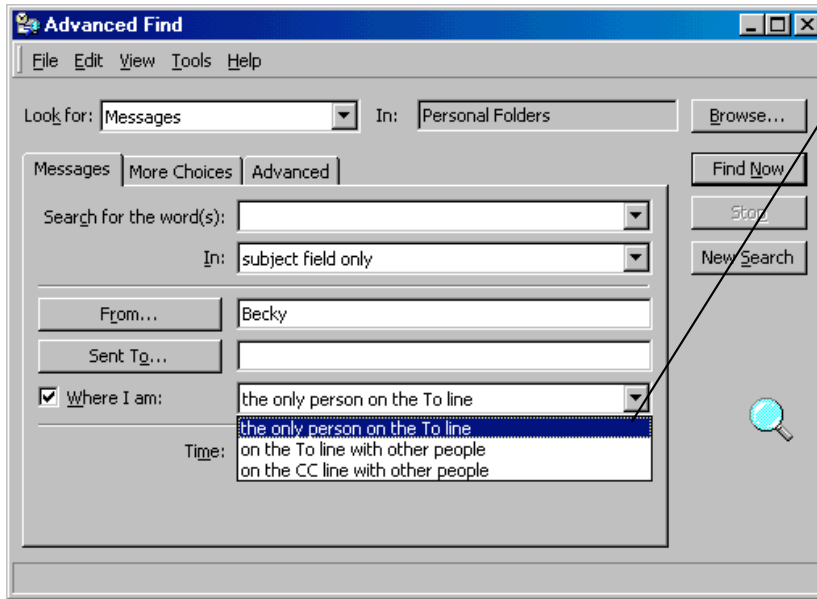 Advanced Find
File Edit View Tools Help
Look for: Messages In: Personal Folders Browse...
Messages More Choices Advanced Find Now
Search for the word(s): Stop
In: subject field only New Search
From... Becky
Sent To...
Where I am: the only person on the To line
the only person on the To line
Time: on the To line with other people
on the CC line with other people